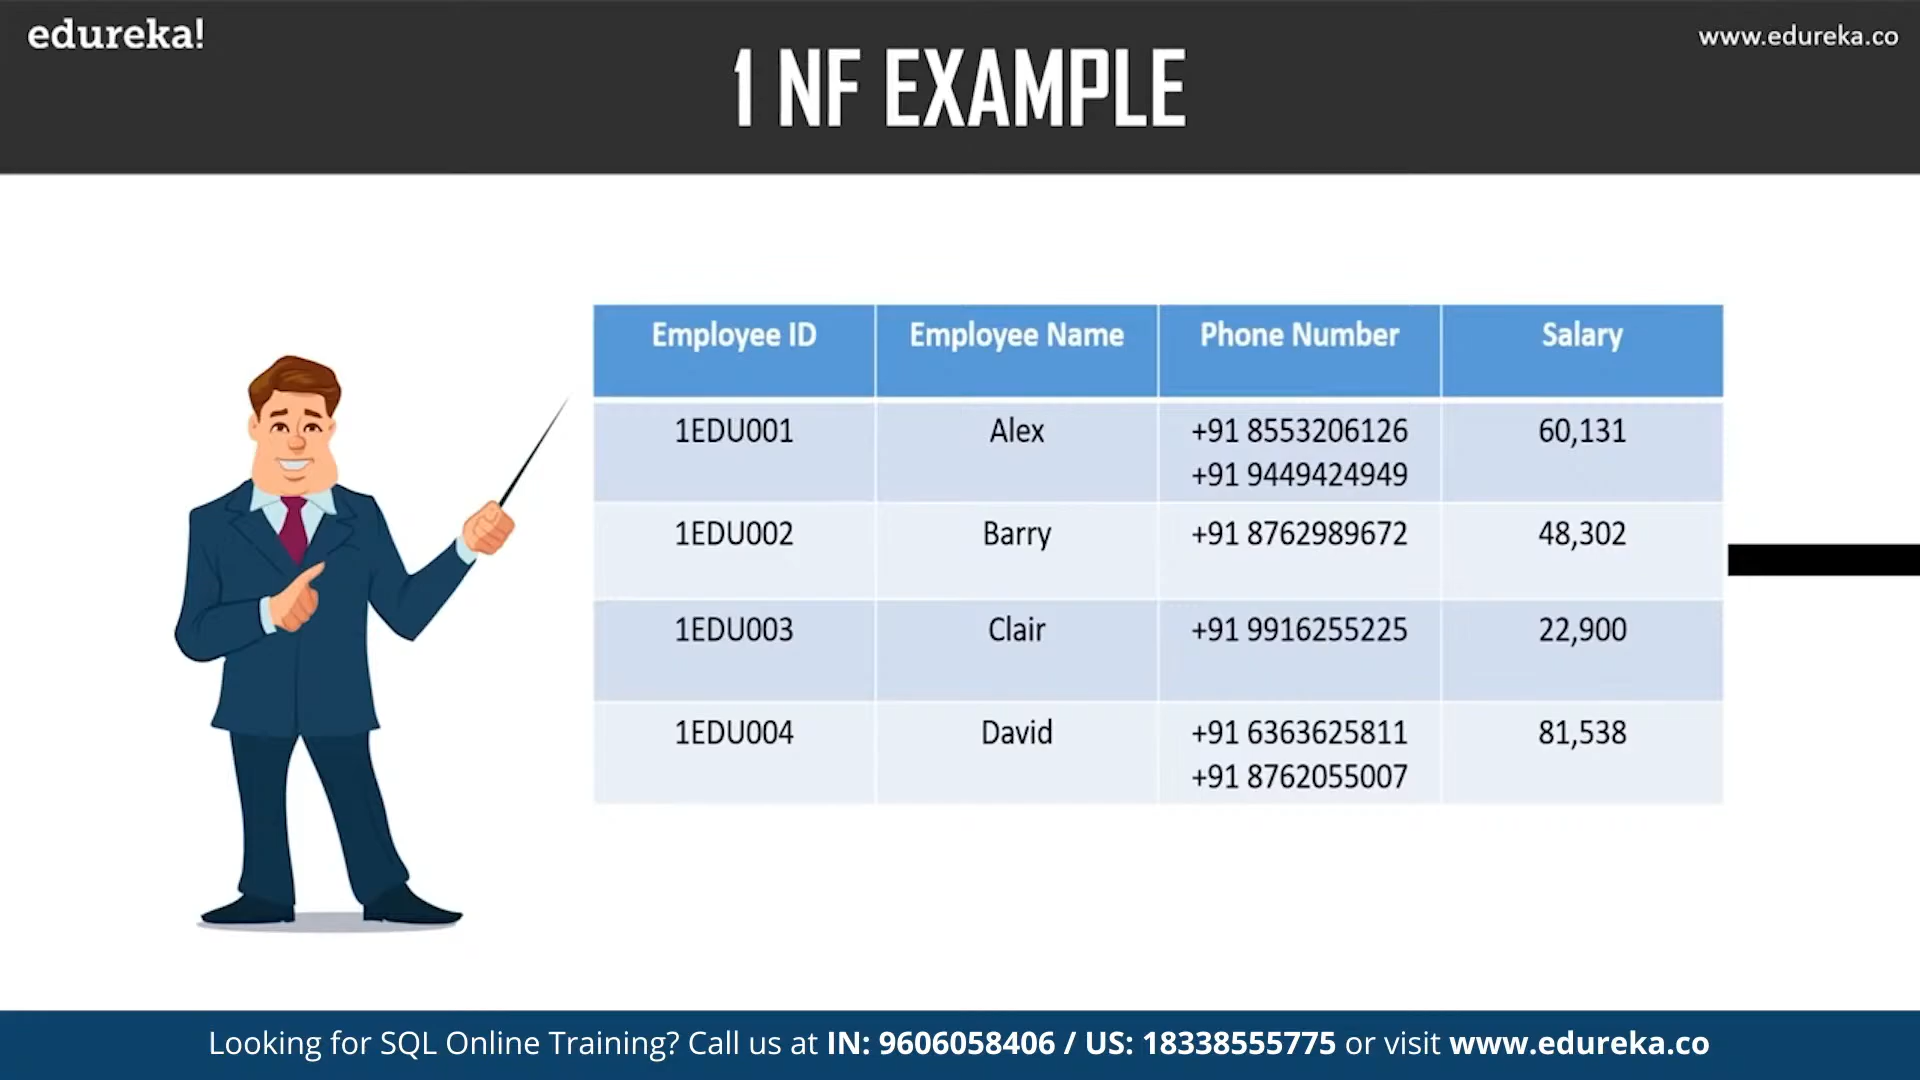 edureka!
www.edureka.co
1 NF EXAMPLE
Employee ID Employee Name Phone Number Salary
1EDU001 Alex +91 8553206126 60,131
+91 9449424949
1EDU002 Barry +91 8762989672 48,302
1EDU003 Clair +91 9916255225 22,900
1EDU004 David +91 6363625811 81,538
+91 8762055007
Looking for SQL Online Training? Call us at IN: 9606058406 / US: 18338555775 or visit www.edureka.co